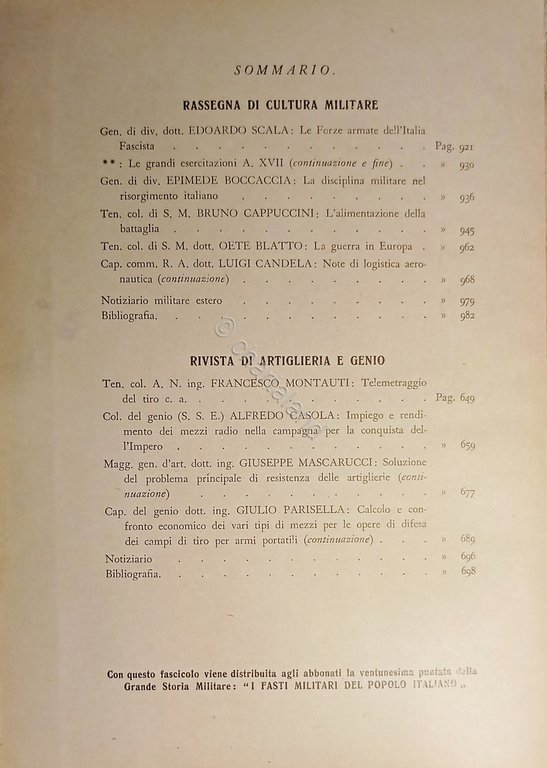 SOMMARIO.
RASSEGNA DI CULTURA MILITARE
Gen. di div. dott. EDOARDO SCALA: Le Forze armate dell'Italia
Fascista . . . . . . . . . . . . Pag. 921
** : Le grandi esercitazioni A. XVII (continuazione e fine) . . » 930
Gen. di div. EPIMEDE BOCCACCIA: La disciplina militare nel
risorgimento italiano . . . . . . . . . » 936
Ten. col. di S. M. BRUNO CAPPUCCINI: L'alimentazione della
battaglia . . . . . . . . . . . . » 945
Ten. col. di S. M. dott. OETE BLATTO: La guerra in Europa . » 962
Cap. comm. R. A. dott. LUIGI CANDELA: Note di logistica aero-
nautica (continuazione) . . . . . . . . . » 968
Notiziario militare estero . . . . . . . . . » 979
Bibliografia. . . . . . . . . . . . . » 982
RIVISTA DI ARTIGLIERIA E GENIO
Ten. col. A. N. ing. FRANCESCO MONTAUTI: Telemetraggio
del tiro c. a. . . . . . . . . . . . Pag. 649
Col. del genio (S. S. E.) ALFREDO CASOLA: Impiego e rendi-
mento dei mezzi radio nella campagna per la conquista del-
l'Impero . . . . . . . . . . . . » 659
Magg. gen. d'art. dott. ing. GIUSEPPE MASCARUCCI: Soluzione
del problema principale di resistenza delle artiglierie (conti-
nuazione) . . . . . . . . . . . » 677
Cap. del genio dott. ing. GIULIO PARISELLA: Calcolo e con-
fronto economico dei vari tipi di mezzi per le opere di difesa
dei campi di tiro per armi portatili (continuazione) . . . » 689
Notiziario . . . . . . . . . . . . » 696
Bibliografia. . . . . . . . . . . . . » 698
Con questo fascicolo viene distribuita agli abbonati la ventunesima puntata della
Grande Storia Militare: "I FASTI MILITARI DEL POPOLO ITALIANO„